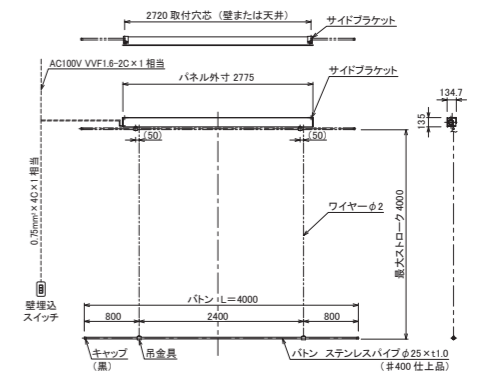 2720 取付穴芯 (壁または天井)
サイドブラケット
AC100V VVF1.6-2C×1 相当
パネル外寸 2775
サイドブラケット
134.7
135
(50)
(50)
0.75mm²×4C×1 相当
ワイヤーφ2
最大ストローク 4000
壁埋込
スイッチ
バトン L=4000
800
2400
800
キャップ
(黒)
吊金具
バトン ステンレスパイプφ25×t1.0
(♯400 仕上品)